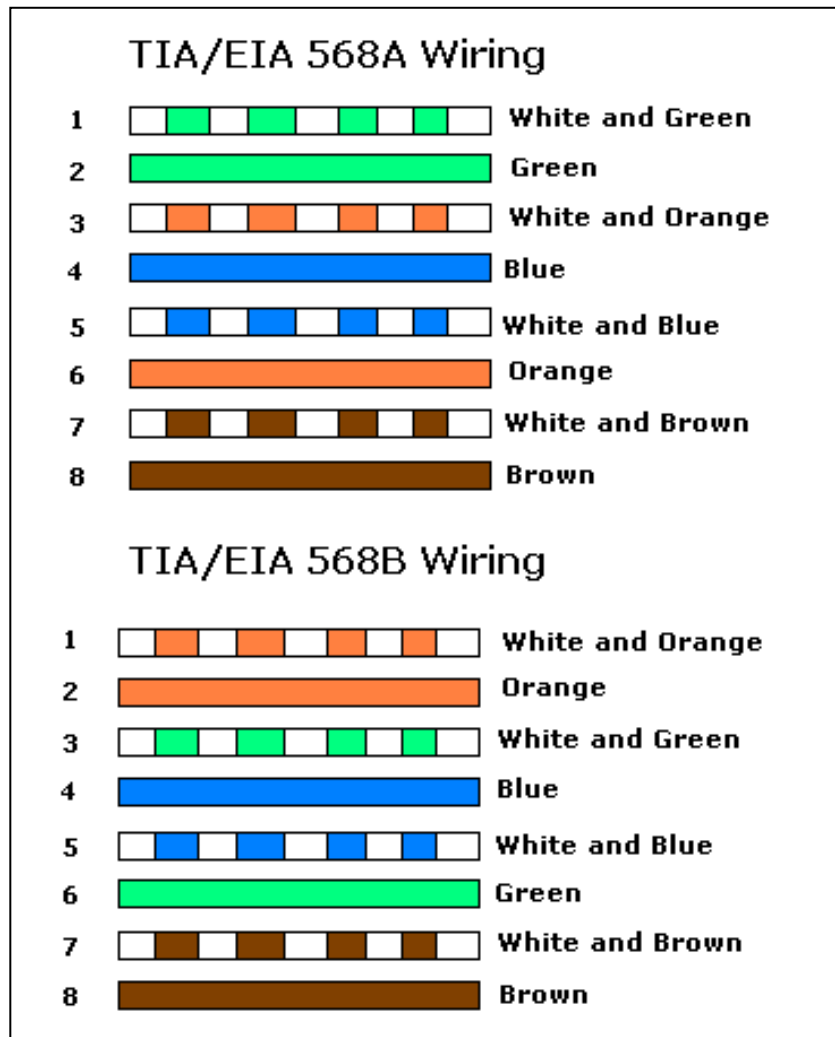 TIA/EIA 568A Wiring
1 White and Green
2 Green
3 White and Orange
4 Blue
5 White and Blue
6 Orange
7 White and Brown
8 Brown
TIA/EIA 568B Wiring
1 White and Orange
2 Orange
3 White and Green
4 Blue
5 White and Blue
6 Green
7 White and Brown
8 Brown